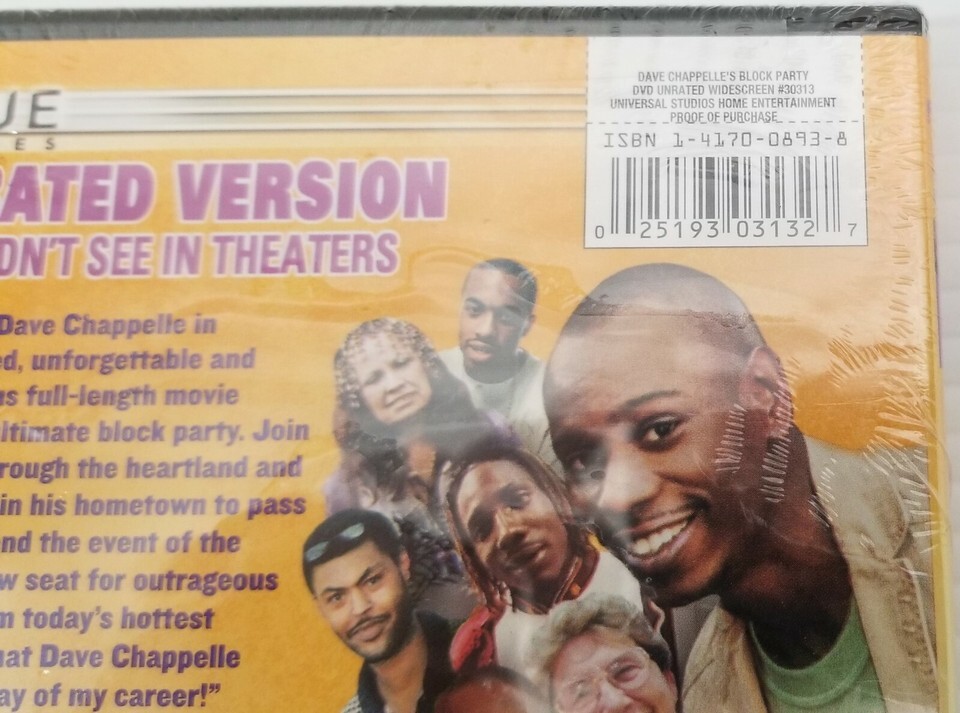 UE
ES
DAVE CHAPPELLE'S BLOCK PARTY
DVD UNRATED WIDESCREEN #30313
UNIVERSAL STUDIOS HOME ENTERTAINMENT
PROOF OF PURCHASE
ISBN 1-4170-0893-8
0 25193 03132 7
RATED VERSION
ON'T SEE IN THEATERS
Dave Chappelle in
ed, unforgettable and
us full-length movie
ultimate block party. Join
rough the heartland and
in his hometown to pass
nd the event of the
w seat for outrageous
m today's hottest
hat Dave Chappelle
ay of my career!”